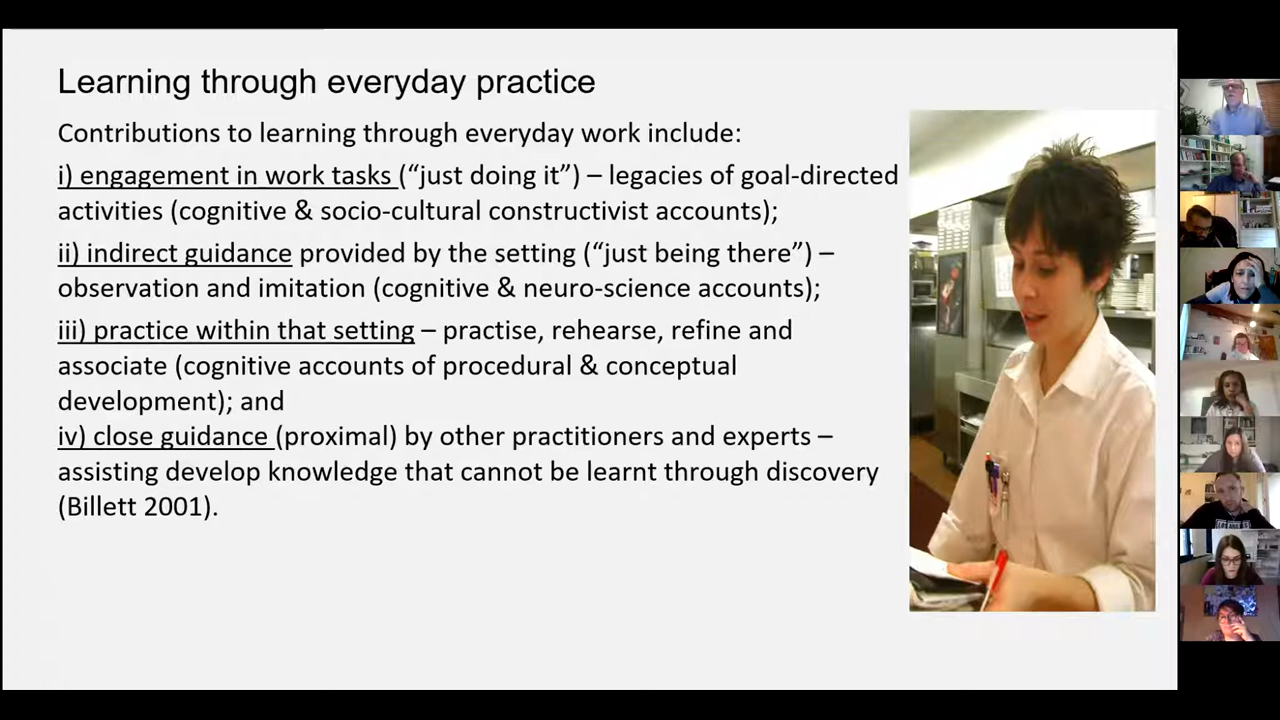 Learning through everyday practice
Contributions to learning through everyday work include:
i) engagement in work tasks (“just doing it”) – legacies of goal-directed
activities (cognitive & socio-cultural constructivist accounts);
ii) indirect guidance provided by the setting (“just being there”) –
observation and imitation (cognitive & neuro-science accounts);
iii) practice within that setting – practise, rehearse, refine and
associate (cognitive accounts of procedural & conceptual
development); and
iv) close guidance (proximal) by other practitioners and experts –
assisting develop knowledge that cannot be learnt through discovery
(Billett 2001).